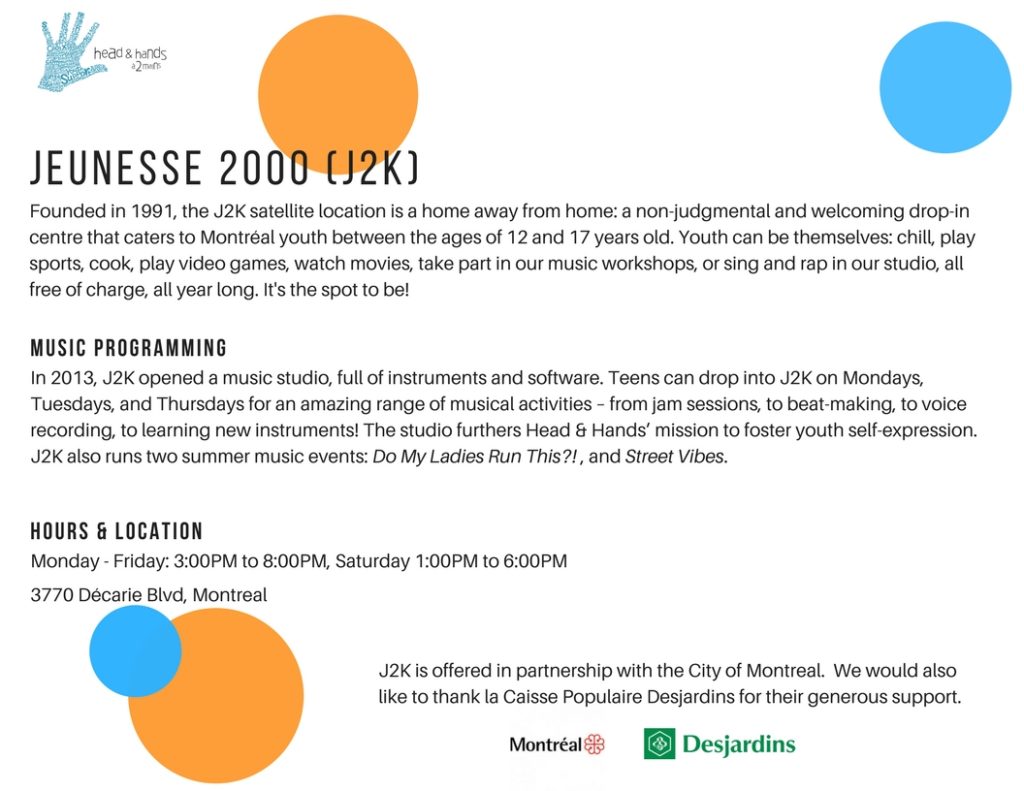 head & hands
à2mains
JEUNESSE 2000 (J2K)
Founded in 1991, the J2K satellite location is a home away from home: a non-judgmental and welcoming drop-in
centre that caters to Montréal youth between the ages of 12 and 17 years old. Youth can be themselves: chill, play
sports, cook, play video games, watch movies, take part in our music workshops, or sing and rap in our studio, all
free of charge, all year long. It's the spot to be!
MUSIC PROGRAMMING
In 2013, J2K opened a music studio, full of instruments and software. Teens can drop into J2K on Mondays,
Tuesdays, and Thursdays for an amazing range of musical activities – from jam sessions, to beat-making, to voice
recording, to learning new instruments! The studio furthers Head & Hands’ mission to foster youth self-expression.
J2K also runs two summer music events: Do My Ladies Run This?! , and Street Vibes.
HOURS & LOCATION
Monday - Friday: 3:00PM to 8:00PM, Saturday 1:00PM to 6:00PM
3770 Décarie Blvd, Montreal
J2K is offered in partnership with the City of Montreal.  We would also
like to thank la Caisse Populaire Desjardins for their generous support.
Montréal
Desjardins